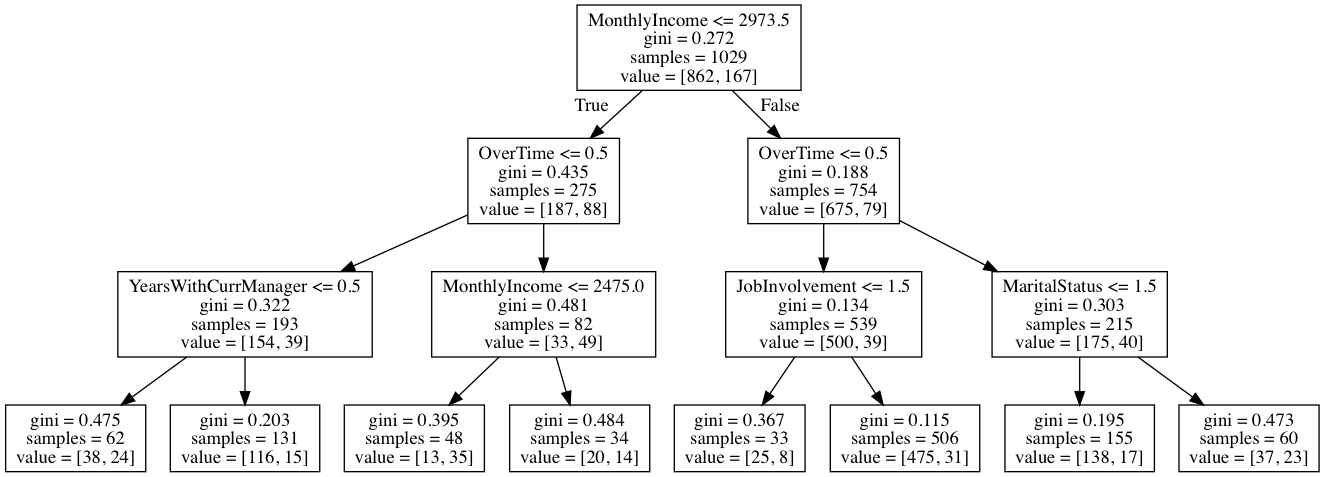 MonthlyIncome <= 2973.5
gini = 0.272
samples = 1029
value = [862, 167]
True
False
OverTime <= 0.5
gini = 0.435
samples = 275
value = [187, 88]
OverTime <= 0.5
gini = 0.188
samples = 754
value = [675, 79]
YearsWithCurrManager <= 0.5
gini = 0.322
samples = 193
value = [154, 39]
MonthlyIncome <= 2475.0
gini = 0.481
samples = 82
value = [33, 49]
JobInvolvement <= 1.5
gini = 0.134
samples = 539
value = [500, 39]
MaritalStatus <= 1.5
gini = 0.303
samples = 215
value = [175, 40]
gini = 0.475
samples = 62
value = [38, 24]
gini = 0.203
samples = 131
value = [116, 15]
gini = 0.395
samples = 48
value = [13, 35]
gini = 0.484
samples = 34
value = [20, 14]
gini = 0.367
samples = 33
value = [25, 8]
gini = 0.115
samples = 506
value = [475, 31]
gini = 0.195
samples = 155
value = [138, 17]
gini = 0.473
samples = 60
value = [37, 23]